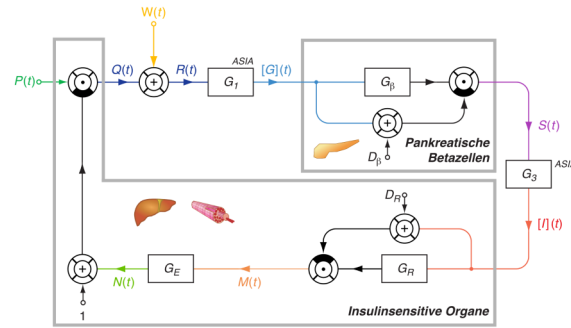 W(t)
P(t)
Q(t)
R(t)
ASIA
G1
[G](t)
Gβ
Dβ
Pankreatische
Betazellen
S(t)
ASIA
G3
[I](t)
DR
GR
M(t)
GE
N(t)
1
Insulinsensitive Organe